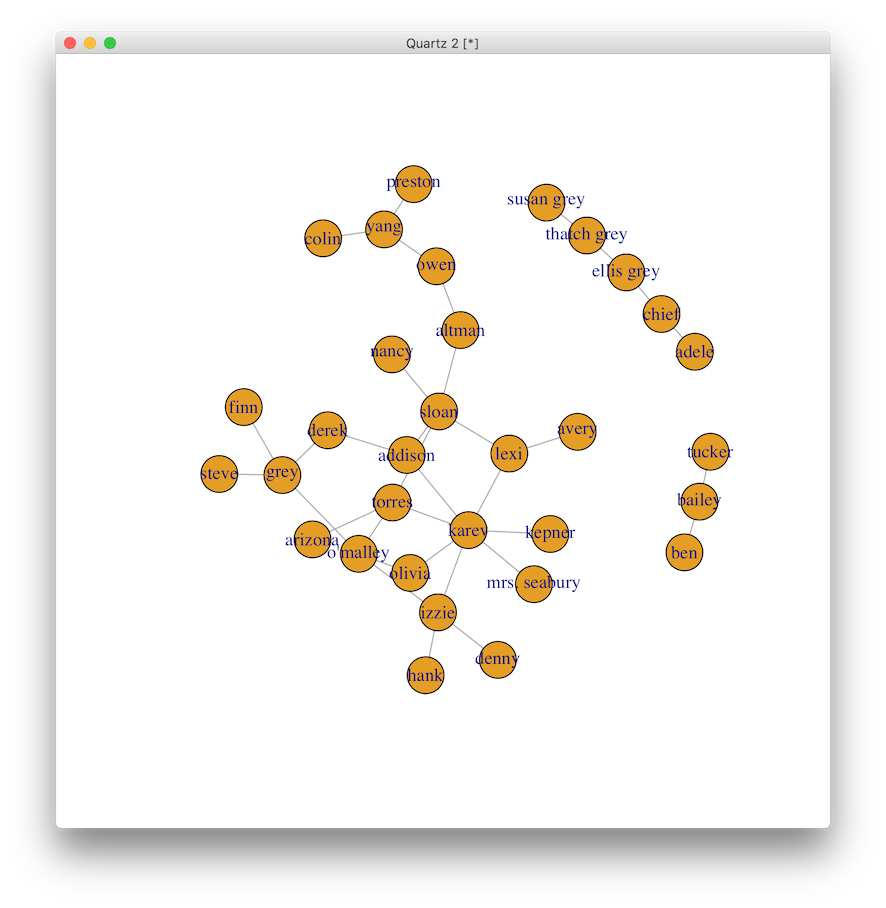 Quartz 2 [*]
preston
susan grey
yang
colin
thatch grey
owen
ellis grey
chief
altman
nancy
adele
finn
sloan
derek
avery
addison
lexi
tucker
steve
grey
torres
bailey
karev
kepner
arizona
o'malley
ben
olivia
mrs. seabury
izzie
denny
hank